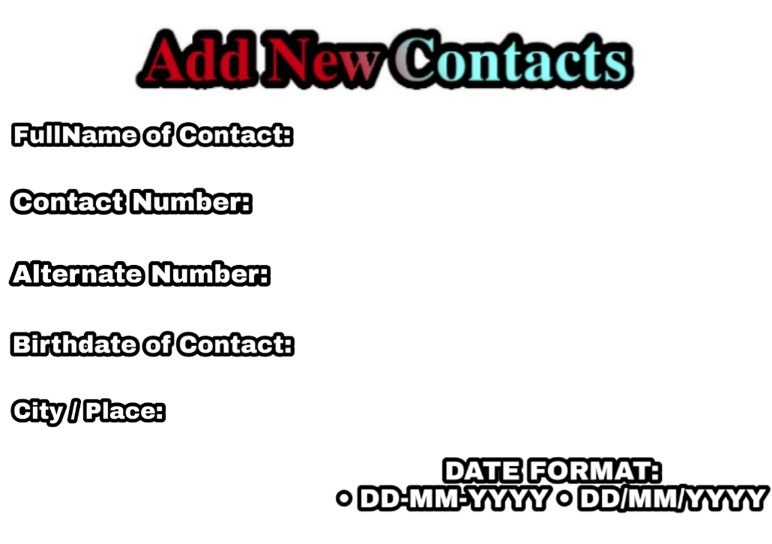 Add New Contacts
FullName of Contact:
Contact Number:
Alternate Number:
Birthdate of Contact:
City / Place:
DATE FORMAT:
• DD-MM-YYYY • DD/MM/YYYY